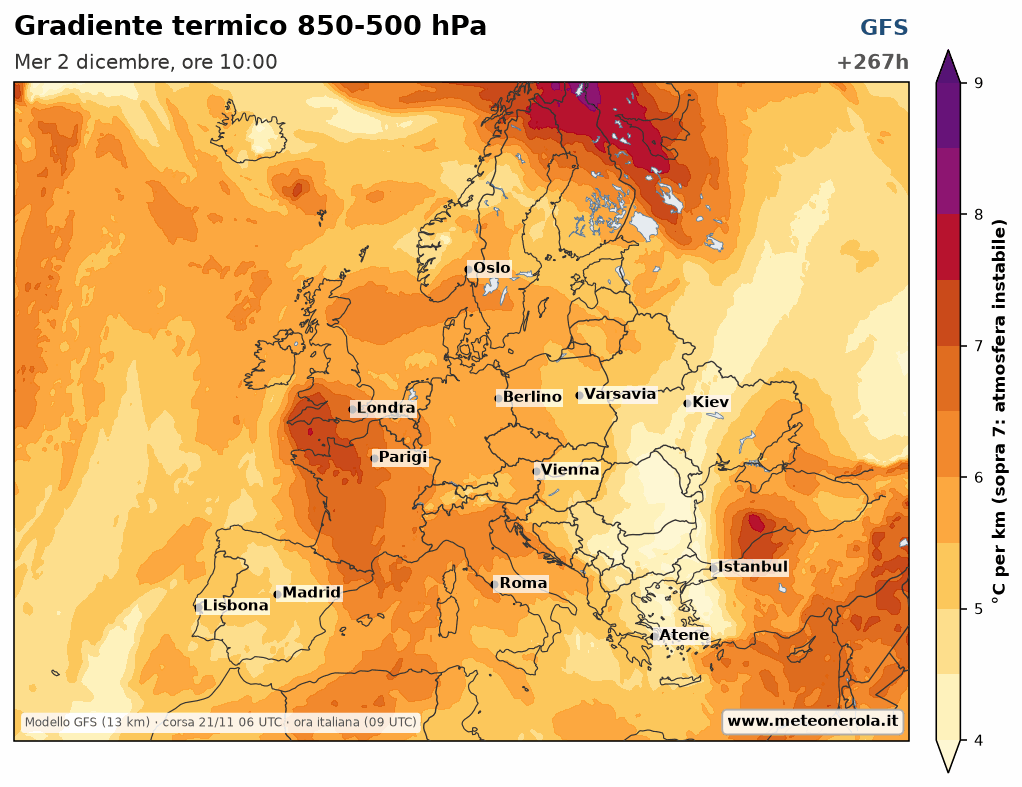 Gradiente termico 850-500 hPa
GFS
Mer 2 dicembre, ore 10:00
+267h
9
8
7
6
5
4
°C per km (sopra 7: atmosfera instabile)
Oslo
Londra
Berlino
Varsavia
Kiev
Parigi
Vienna
Istanbul
Roma
Madrid
Lisbona
Atene
Modello GFS (13 km) · corsa 21/11 06 UTC · ora italiana (09 UTC)
www.meteonerola.it